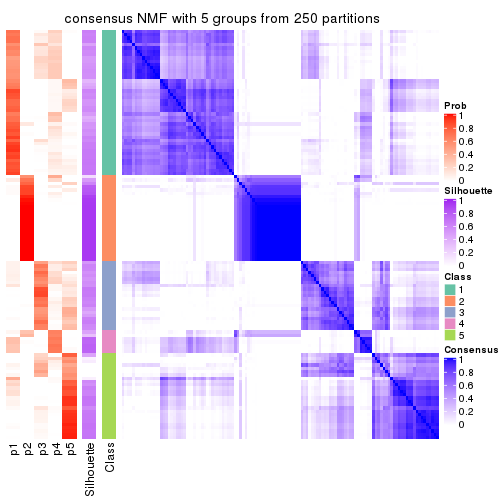 consensus NMF with 5 groups from 250 partitions
Prob
1
0.8
0.6
0.4
0.2
0
Silhouette
1
0.8
0.6
0.4
0.2
0
Class
1
2
3
4
5
Consensus
1
0.8
0.6
0.4
0.2
0
p1
p2
p3
p4
p5
Silhouette
Class